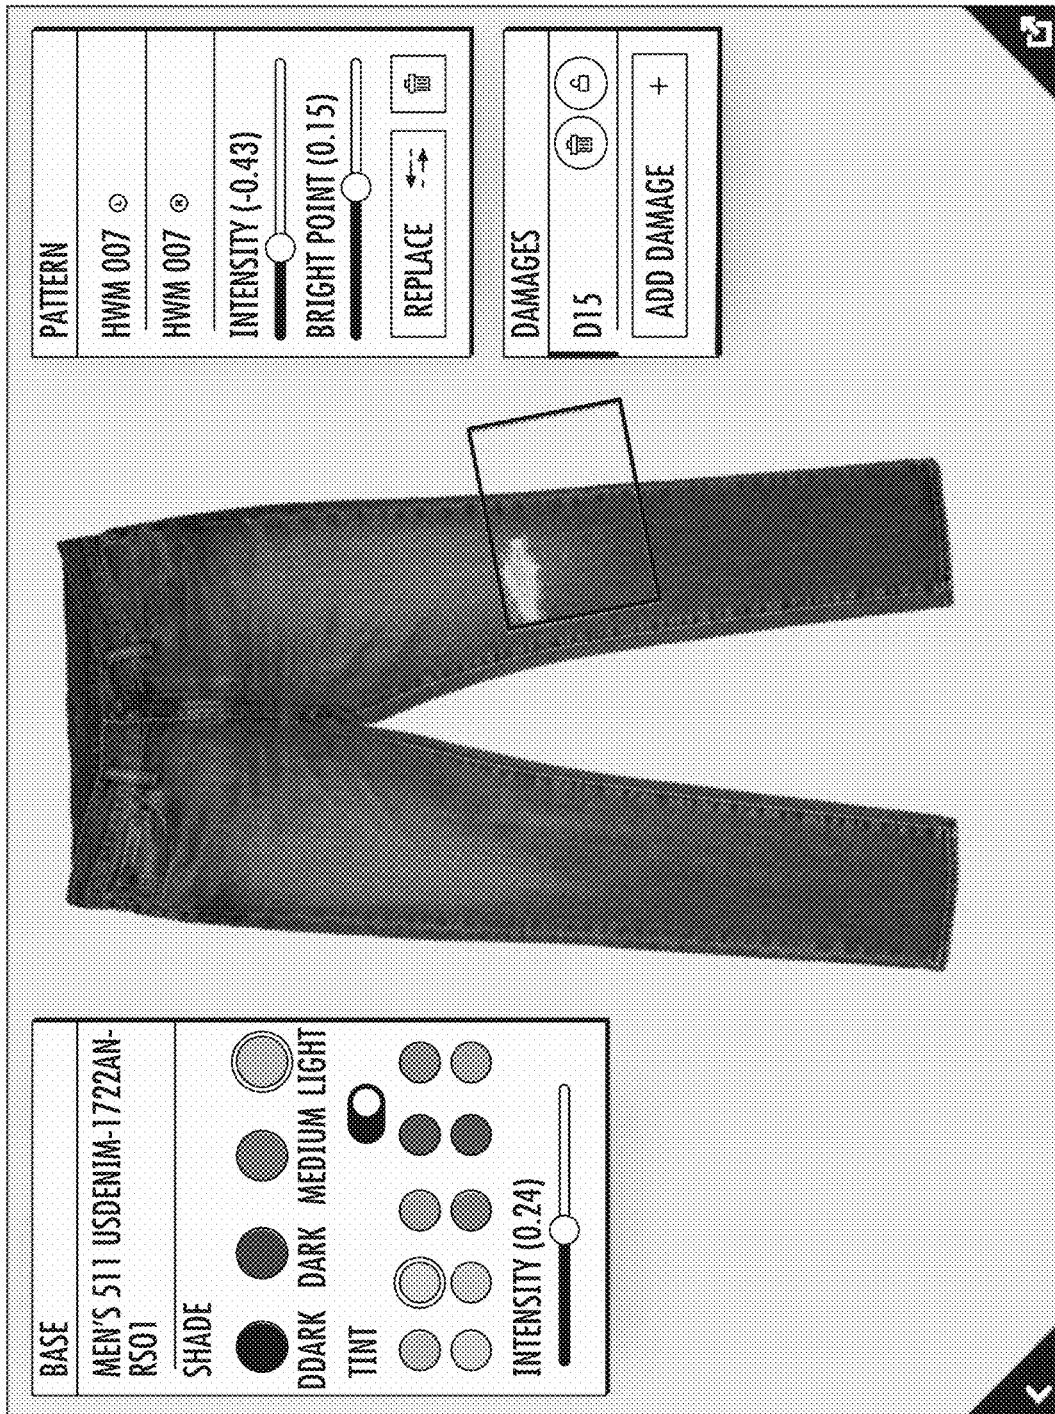 BASE
MEN'S 511 USDENIM-1722AN-
RS01
SHADE
DDARK DARK MEDIUM LIGHT
TINT
INTENSITY (0.24)
PATTERN
HWM 007 L
HWM 007 R
INTENSITY (-0.43)
BRIGHT POINT (0.15)
REPLACE
DAMAGES
D15
ADD DAMAGE +